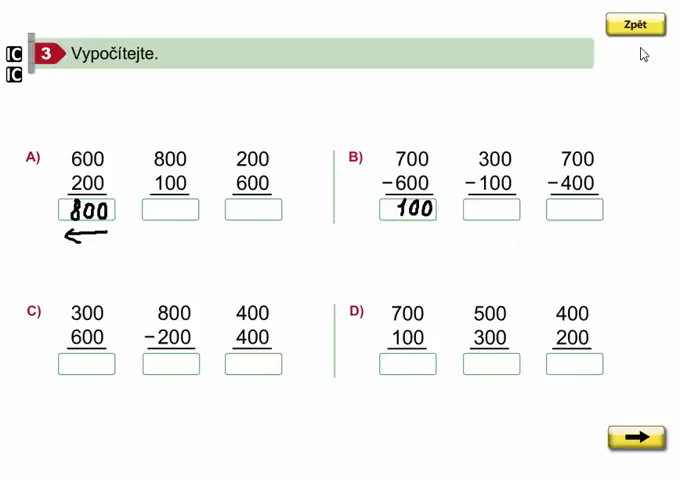 Zpět
3 Vypočítejte.
A) 600 800 200
200 100 600
800
B) 700 300 700
−600 −100 −400
100
C) 300 800 400
600 −200 400
D) 700 500 400
100 300 200